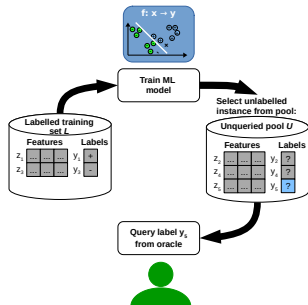 f: x → y
Train ML
model
Labelled training
set L
Features Labels
z₁ ... ... ... y₁ +
z₃ ... ... ... y₃ -
Select unlabelled
instance from pool:
Unqueried pool U
Features Labels
z₂ ... ... ... y₂ ?
z₄ ... ... ... y₄ ?
z₅ ... ... ... y₅ ?
Query label y₅
from oracle